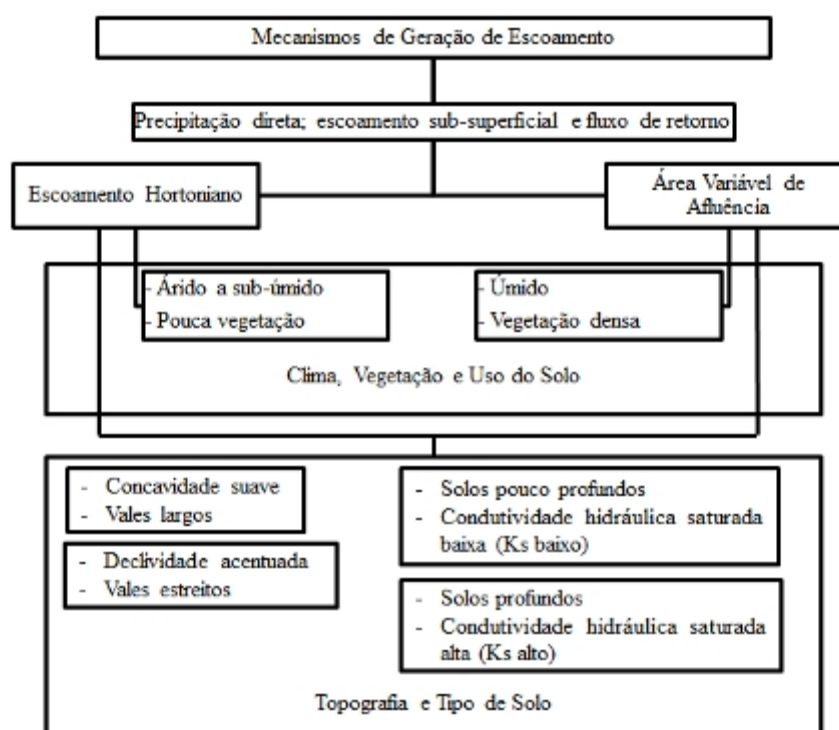 Mecanismos de Geração de Escoamento
Precipitação direta; escoamento sub-superficial e fluxo de retorno
Escoamento Hortoniano
Área Variável de
Afluência
- Árido a sub-úmido
- Pouca vegetação
- Úmido
- Vegetação densa
Clima, Vegetação e Uso do Solo
- Concavidade suave
- Vales largos
- Declividade acentuada
- Vales estreitos
- Solos pouco profundos
- Condutividade hidráulica saturada
baixa (Ks baixo)
- Solos profundos
- Condutividade hidráulica saturada
alta (Ks alto)
Topografia e Tipo de Solo